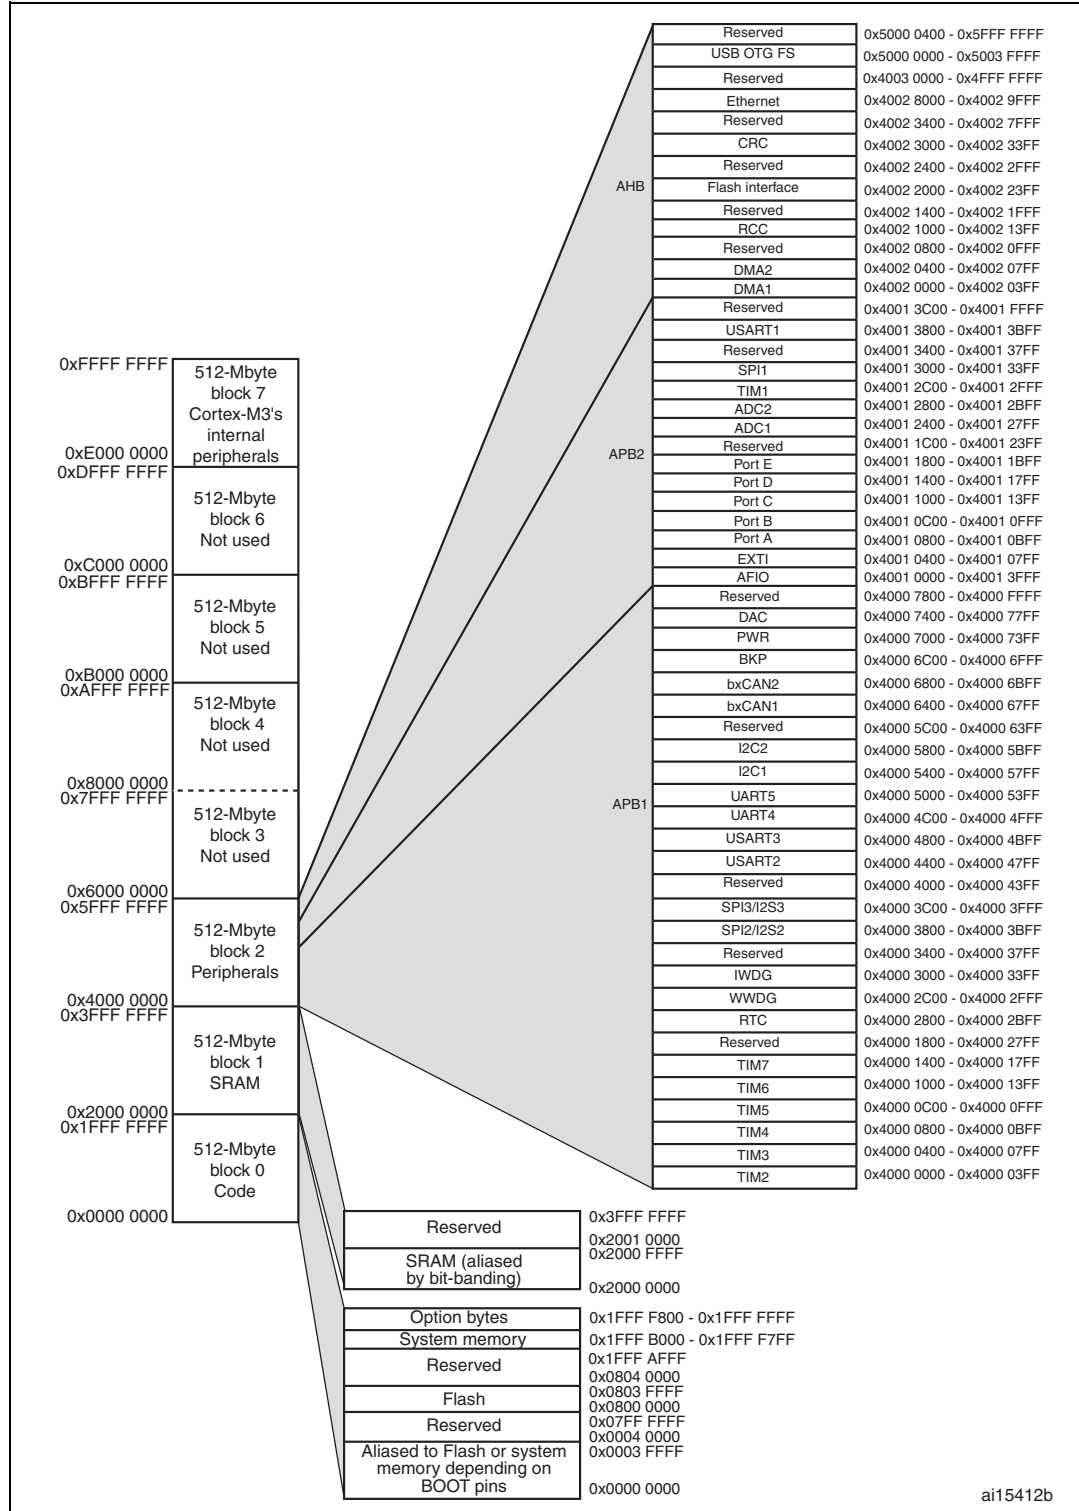 Reserved 0x5000 0400 - 0x5FFF FFFF
USB OTG FS 0x5000 0000 - 0x5003 FFFF
Reserved 0x4003 0000 - 0x4FFF FFFF
Ethernet 0x4002 8000 - 0x4002 9FFF
Reserved 0x4002 3400 - 0x4002 7FFF
CRC 0x4002 3000 - 0x4002 33FF
Reserved 0x4002 2400 - 0x4002 2FFF
AHB
Flash interface 0x4002 2000 - 0x4002 23FF
Reserved 0x4002 1400 - 0x4002 1FFF
RCC 0x4002 1000 - 0x4002 13FF
Reserved 0x4002 0800 - 0x4002 0FFF
DMA2 0x4002 0400 - 0x4002 07FF
DMA1 0x4002 0000 - 0x4002 03FF
Reserved 0x4001 3C00 - 0x4001 FFFF
USART1 0x4001 3800 - 0x4001 3BFF
Reserved 0x4001 3400 - 0x4001 37FF
SPI1 0x4001 3000 - 0x4001 33FF
TIM1 0x4001 2C00 - 0x4001 2FFF
ADC2 0x4001 2800 - 0x4001 2BFF
ADC1 0x4001 2400 - 0x4001 27FF
Reserved 0x4001 1C00 - 0x4001 23FF
APB2
Port E 0x4001 1800 - 0x4001 1BFF
Port D 0x4001 1400 - 0x4001 17FF
Port C 0x4001 1000 - 0x4001 13FF
Port B 0x4001 0C00 - 0x4001 0FFF
Port A 0x4001 0800 - 0x4001 0BFF
EXTI 0x4001 0400 - 0x4001 07FF
AFIO 0x4001 0000 - 0x4001 3FFF
Reserved 0x4000 7800 - 0x4000 FFFF
DAC 0x4000 7400 - 0x4000 77FF
PWR 0x4000 7000 - 0x4000 73FF
BKP 0x4000 6C00 - 0x4000 6FFF
bxCAN2 0x4000 6800 - 0x4000 6BFF
bxCAN1 0x4000 6400 - 0x4000 67FF
Reserved 0x4000 5C00 - 0x4000 63FF
I2C2 0x4000 5800 - 0x4000 5BFF
I2C1 0x4000 5400 - 0x4000 57FF
APB1
UART5 0x4000 5000 - 0x4000 53FF
UART4 0x4000 4C00 - 0x4000 4FFF
USART3 0x4000 4800 - 0x4000 4BFF
USART2 0x4000 4400 - 0x4000 47FF
Reserved 0x4000 4000 - 0x4000 43FF
SPI3/I2S3 0x4000 3C00 - 0x4000 3FFF
SPI2/I2S2 0x4000 3800 - 0x4000 3BFF
Reserved 0x4000 3400 - 0x4000 37FF
IWDG 0x4000 3000 - 0x4000 33FF
WWDG 0x4000 2C00 - 0x4000 2FFF
RTC 0x4000 2800 - 0x4000 2BFF
Reserved 0x4000 1800 - 0x4000 27FF
TIM7 0x4000 1400 - 0x4000 17FF
TIM6 0x4000 1000 - 0x4000 13FF
TIM5 0x4000 0C00 - 0x4000 0FFF
TIM4 0x4000 0800 - 0x4000 0BFF
TIM3 0x4000 0400 - 0x4000 07FF
TIM2 0x4000 0000 - 0x4000 03FF
0xFFFF FFFF
512-Mbyte
block 7
Cortex-M3's
internal
peripherals
0xE000 0000
0xDFFF FFFF
512-Mbyte
block 6
Not used
0xC000 0000
0xBFFF FFFF
512-Mbyte
block 5
Not used
0xB000 0000
0xAFFF FFFF
512-Mbyte
block 4
Not used
0x8000 0000
0x7FFF FFFF
512-Mbyte
block 3
Not used
0x6000 0000
0x5FFF FFFF
512-Mbyte
block 2
Peripherals
0x4000 0000
0x3FFF FFFF
512-Mbyte
block 1
SRAM
0x2000 0000
0x1FFF FFFF
512-Mbyte
block 0
Code
0x0000 0000
0x3FFF FFFF
Reserved
0x2001 0000
0x2000 FFFF
SRAM (aliased
by bit-banding)
0x2000 0000
Option bytes 0x1FFF F800 - 0x1FFF FFFF
System memory 0x1FFF B000 - 0x1FFF F7FF
0x1FFF AFFF
Reserved
0x0804 0000
0x0803 FFFF
Flash
0x0800 0000
0x07FF FFFF
Reserved
0x0004 0000
Aliased to Flash or system 0x0003 FFFF
memory depending on
BOOT pins 0x0000 0000
ai15412b